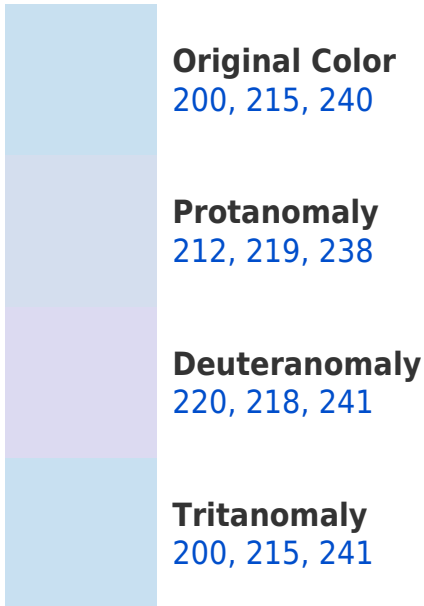 Original Color
200, 215, 240
Protanomaly
212, 219, 238
Deuteranomaly
220, 218, 241
Tritanomaly
200, 215, 241